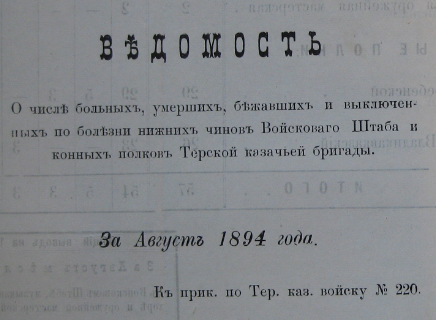 ВѢДОМОСТЬ
О числѣ больныхъ, умершихъ, бѣжавшихъ и выключен-
ныхъ по болѣзни нижнихъ чиновъ Войсковаго Штаба и
конныхъ полковъ Терской казачьей бригады.
За Августъ 1894 года.
Къ прик. по Тер. каз. войску № 220.